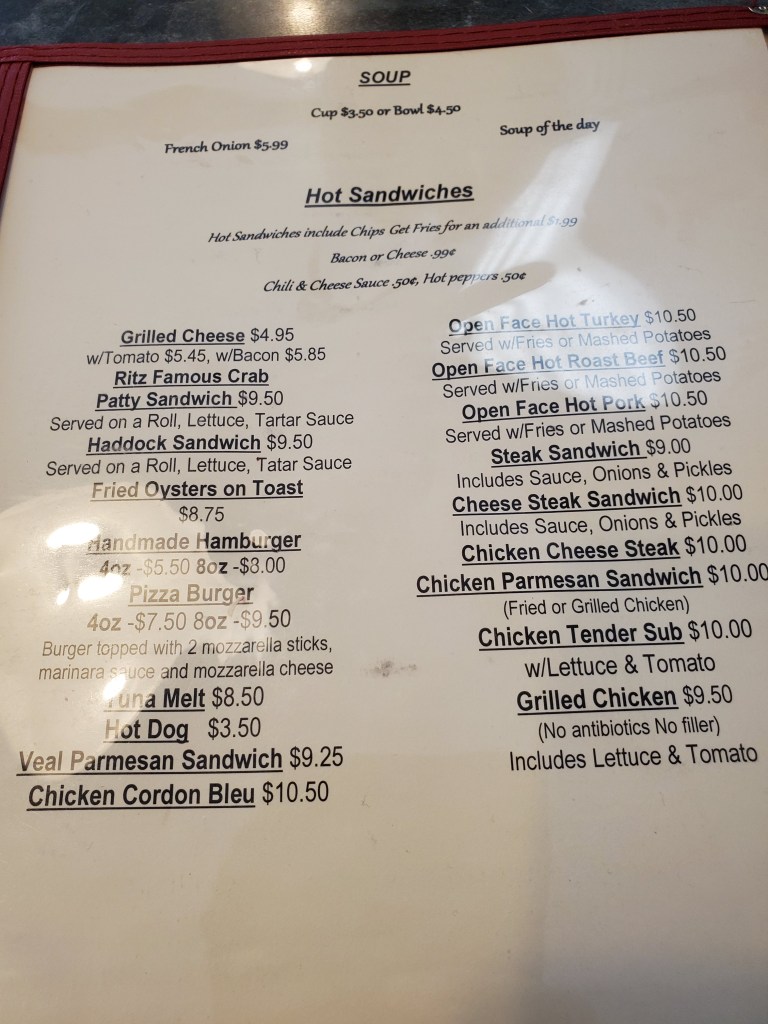 SOUP
Cup $3.50 or Bowl $4.50
French Onion $5.99
Soup of the day
Hot Sandwiches
Hot Sandwiches include Chips Get Fries for an additional $1.99
Bacon or Cheese .99¢
Chili & Cheese Sauce .50¢, Hot peppers .50¢
Grilled Cheese $4.95
w/Tomato $5.45, w/Bacon $5.85
Ritz Famous Crab
Patty Sandwich $9.50
Served on a Roll, Lettuce, Tartar Sauce
Haddock Sandwich $9.50
Served on a Roll, Lettuce, Tatar Sauce
Fried Oysters on Toast
$8.75
Handmade Hamburger
4oz -$5.50 8oz -$8.00
Pizza Burger
4oz -$7.50 8oz -$9.50
Burger topped with 2 mozzarella sticks,
marinara sauce and mozzarella cheese
Tuna Melt $8.50
Hot Dog $3.50
Veal Parmesan Sandwich $9.25
Chicken Cordon Bleu $10.50
Open Face Hot Turkey $10.50
Served w/Fries or Mashed Potatoes
Open Face Hot Roast Beef $10.50
Served w/Fries or Mashed Potatoes
Open Face Hot Pork $10.50
Served w/Fries or Mashed Potatoes
Steak Sandwich $9.00
Includes Sauce, Onions & Pickles
Cheese Steak Sandwich $10.00
Includes Sauce, Onions & Pickles
Chicken Cheese Steak $10.00
Chicken Parmesan Sandwich $10.00
(Fried or Grilled Chicken)
Chicken Tender Sub $10.00
w/Lettuce & Tomato
Grilled Chicken $9.50
(No antibiotics No filler)
Includes Lettuce & Tomato